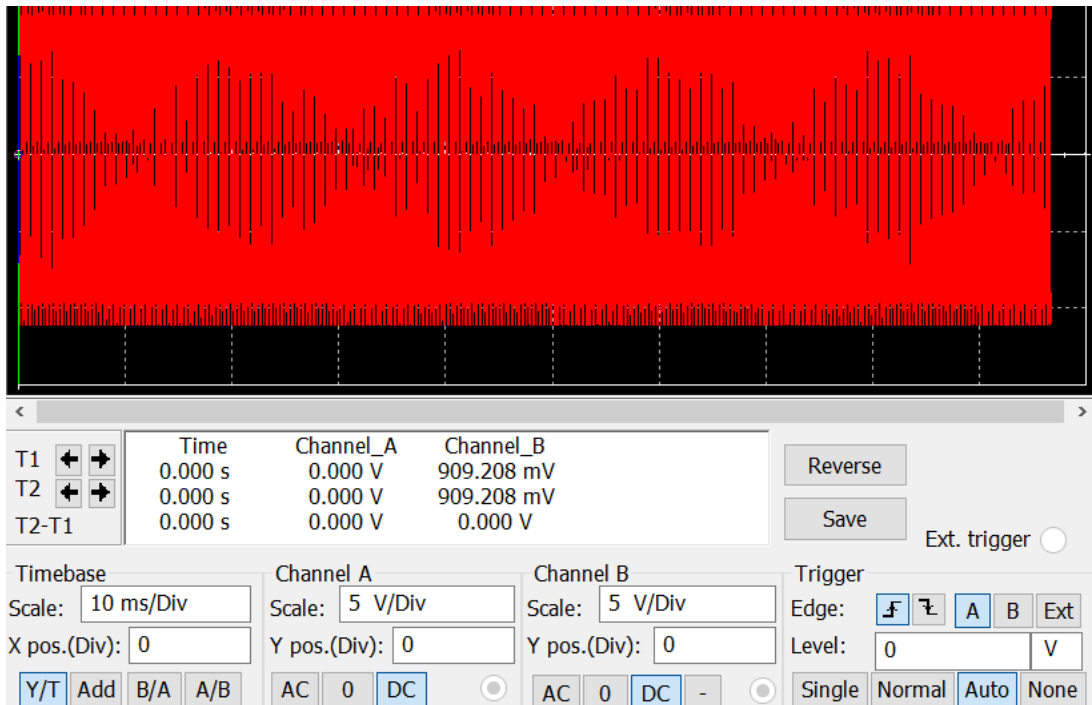 Time Channel_A Channel_B
T1 0.000 s 0.000 V 909.208 mV
T2 0.000 s 0.000 V 909.208 mV
T2-T1 0.000 s 0.000 V 0.000 V
Reverse
Save
Ext. trigger
Timebase
Scale: 10 ms/Div
X pos.(Div): 0
Y/T Add B/A A/B
Channel A
Scale: 5 V/Div
Y pos.(Div): 0
AC 0 DC
Channel B
Scale: 5 V/Div
Y pos.(Div): 0
AC 0 DC -
Trigger
Edge: A B Ext
Level: 0 V
Single Normal Auto None